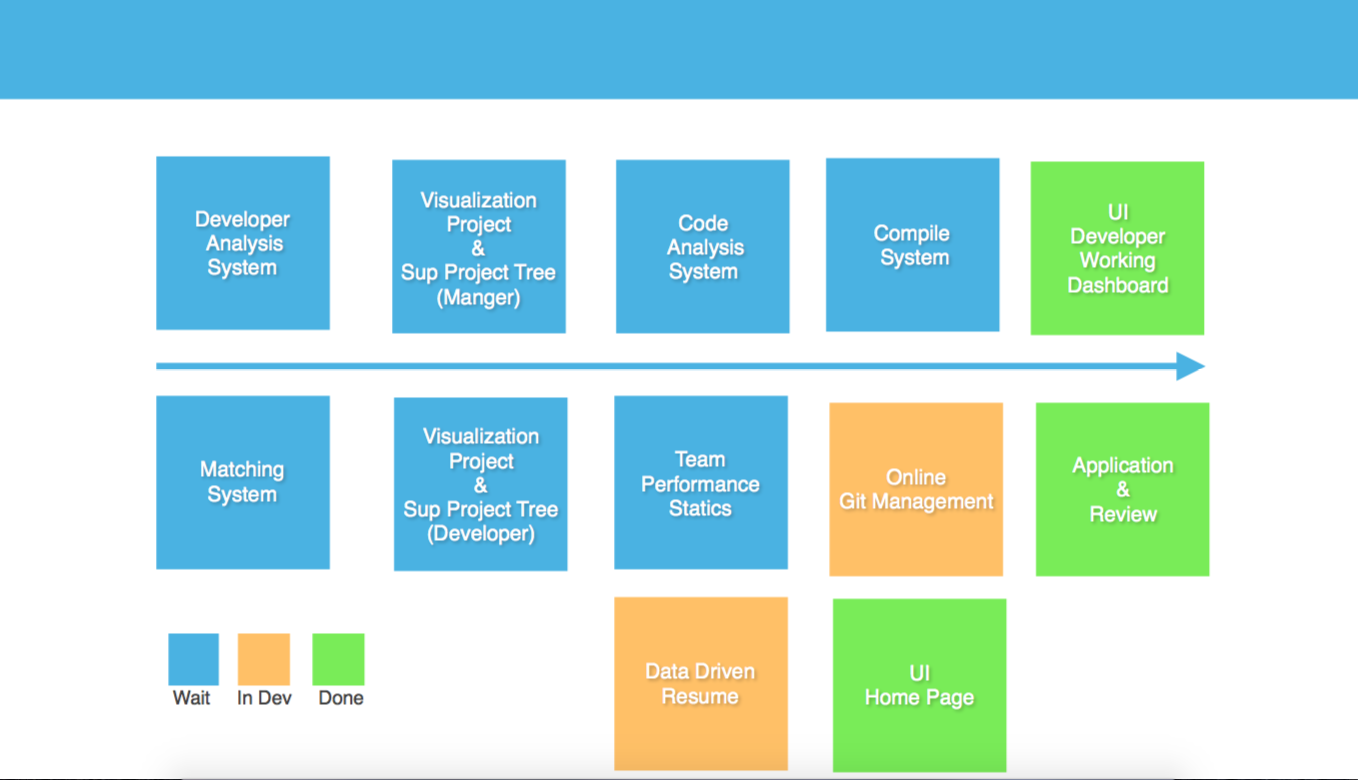 Developer
Analysis
System
Visualization
Project
&
Sup Project Tree
(Manger)
Code
Analysis
System
Compile
System
UI
Developer
Working
Dashboard
Matching
System
Visualization
Project
&
Sup Project Tree
(Developer)
Team
Performance
Statics
Online
Git Management
Application
&
Review
Data Driven
Resume
UI
Home Page
Wait
In Dev
Done